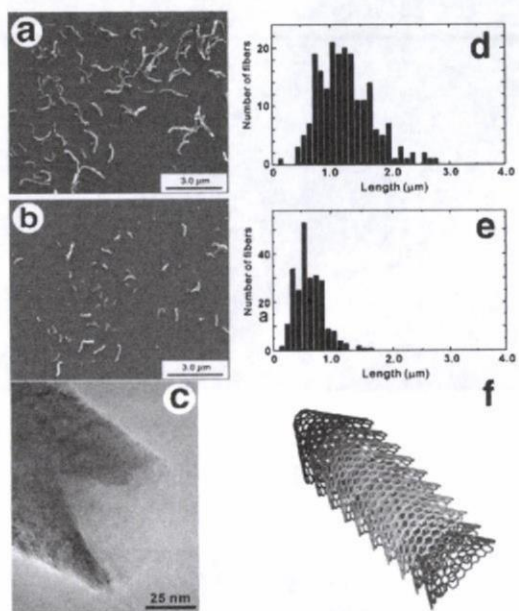 a
3.0 μm
d
Number of fibers
20
10
0
0
1.0
2.0
3.0
4.0
Length (μm)
b
3.0 μm
e
Number of fibers
a
40
20
0
0
1.0
2.0
3.0
4.0
Length (μm)
c
25 nm
f